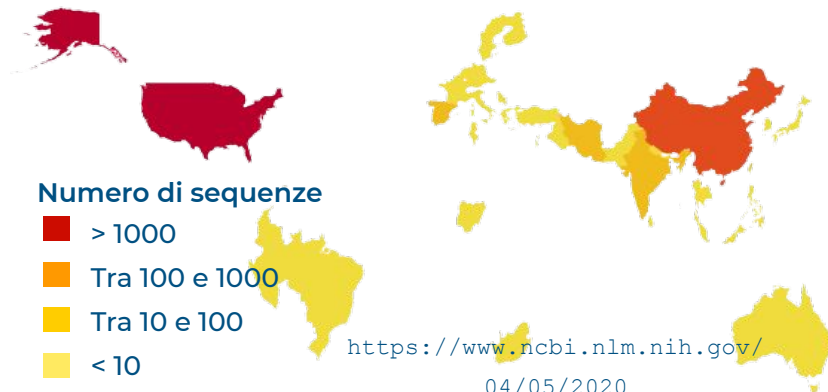 Numero di sequenze
> 1000
Tra 100 e 1000
Tra 10 e 100
< 10
https://www.ncbi.nlm.nih.gov/
04/05/2020